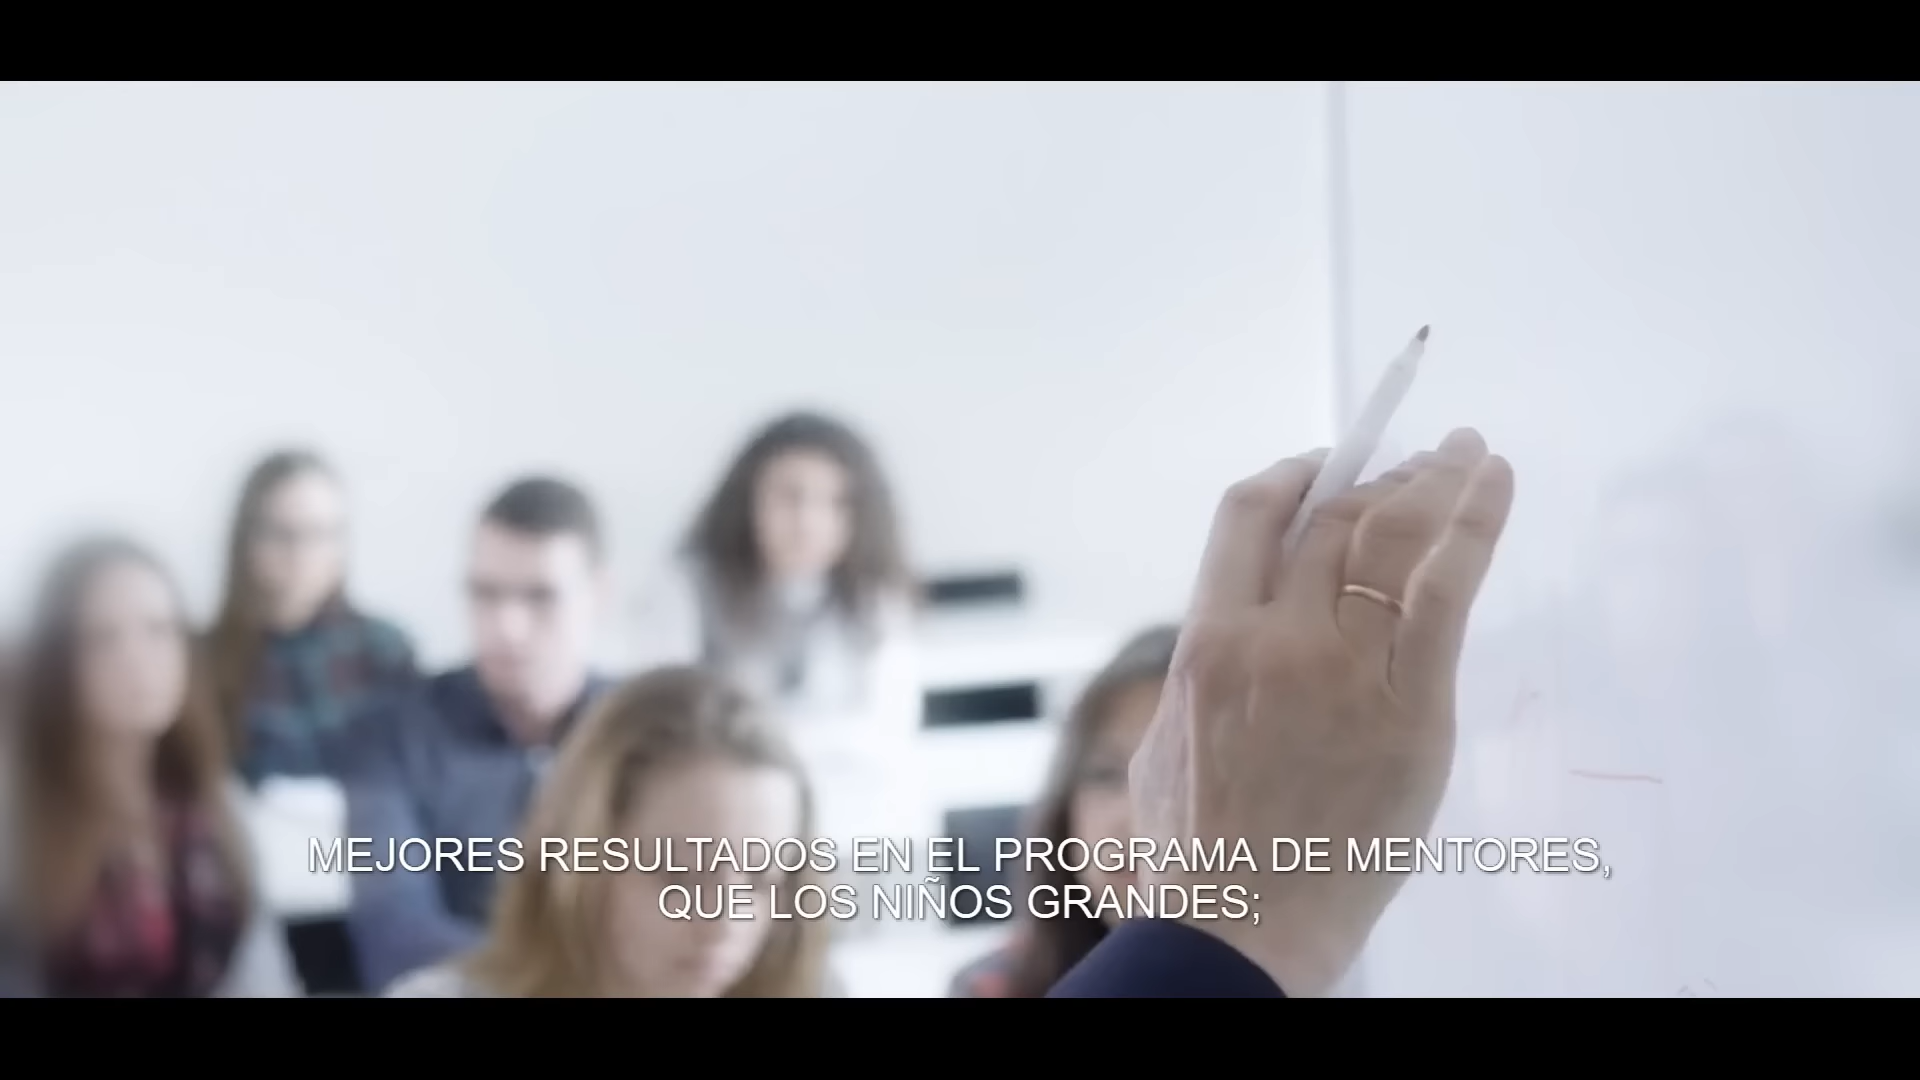 MEJORES RESULTADOS EN EL PROGRAMA DE MENTORES,
QUE LOS NIÑOS GRANDES;